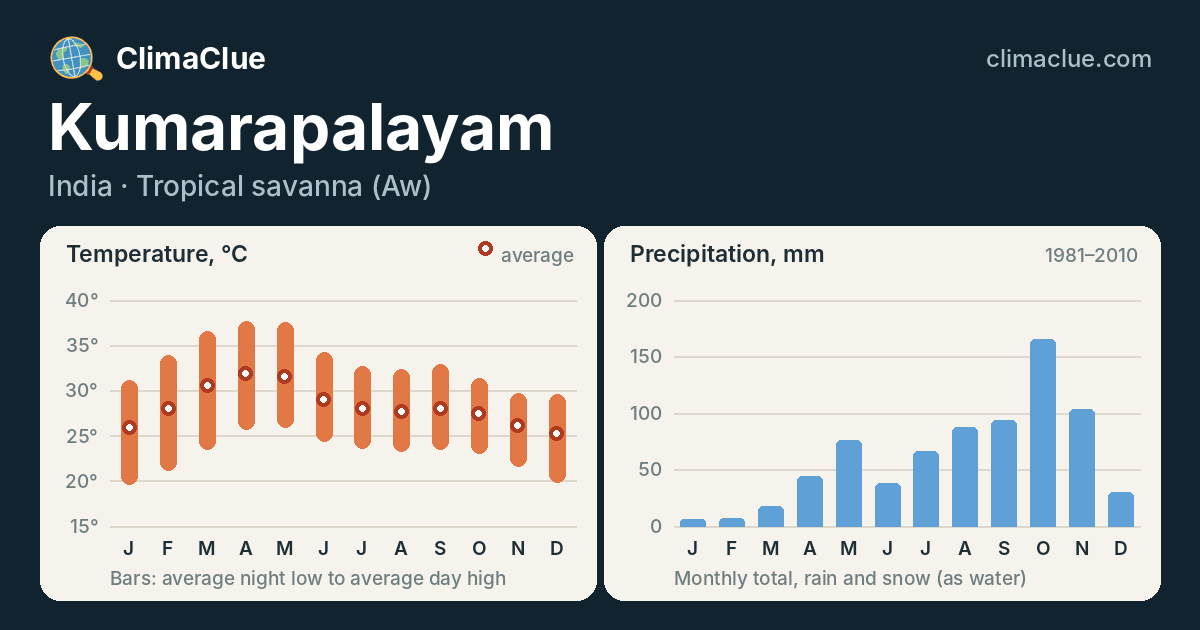 ClimaClue
climaclue.com
Kumarapalayam
India · Tropical savanna (Aw)
Temperature, °C
average
40°
35°
30°
25°
20°
15°
J F M A M J J A S O N D
Bars: average night low to average day high
Precipitation, mm
1981–2010
200
150
100
50
0
J F M A M J J A S O N D
Monthly total, rain and snow (as water)